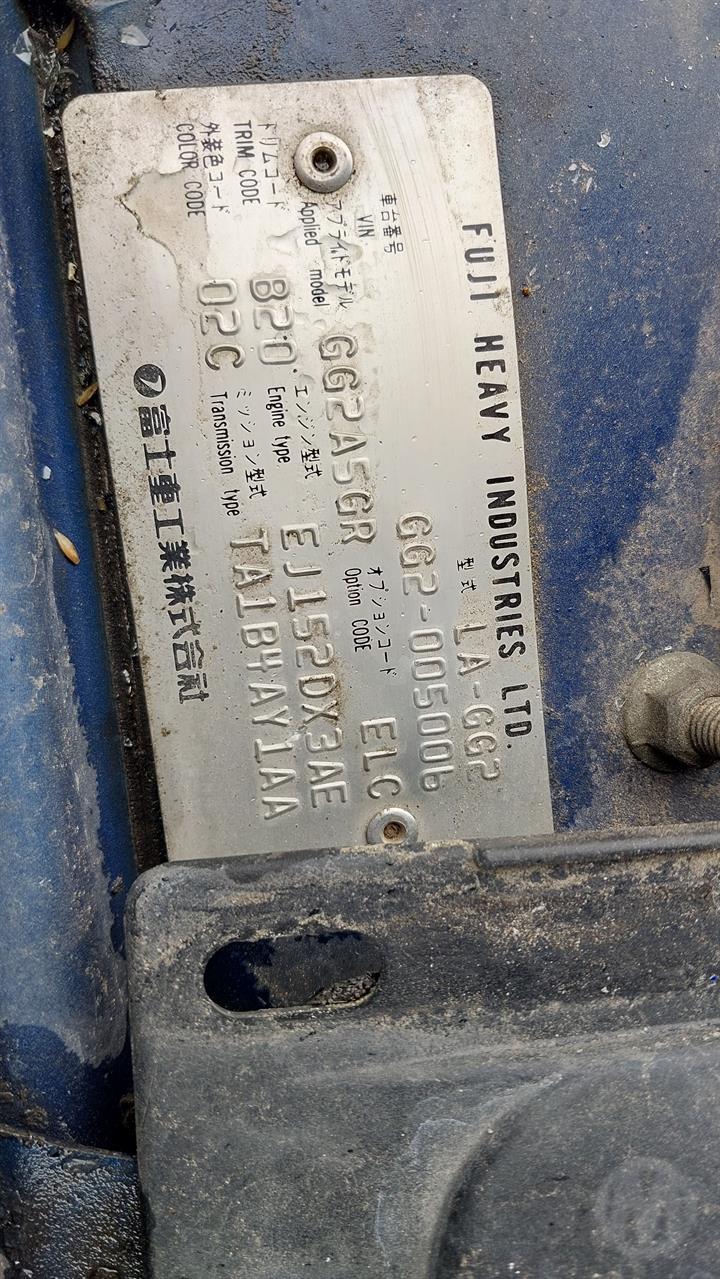 FUJI HEAVY INDUSTRIES LTD.
型式 LA-GG2
車台番号
VIN
GG2-005006
アプライドモデル
Applied model
GG2A5GR
オプションコード
Option CODE
ELC
トリムコード
TRIM CODE
B20
エンジン型式
Engine type
EJ152DX3AE
外装色コード
COLOR CODE
02C
ミッション型式
Transmission type
TA1B4AY1AA
富士重工業株式会社